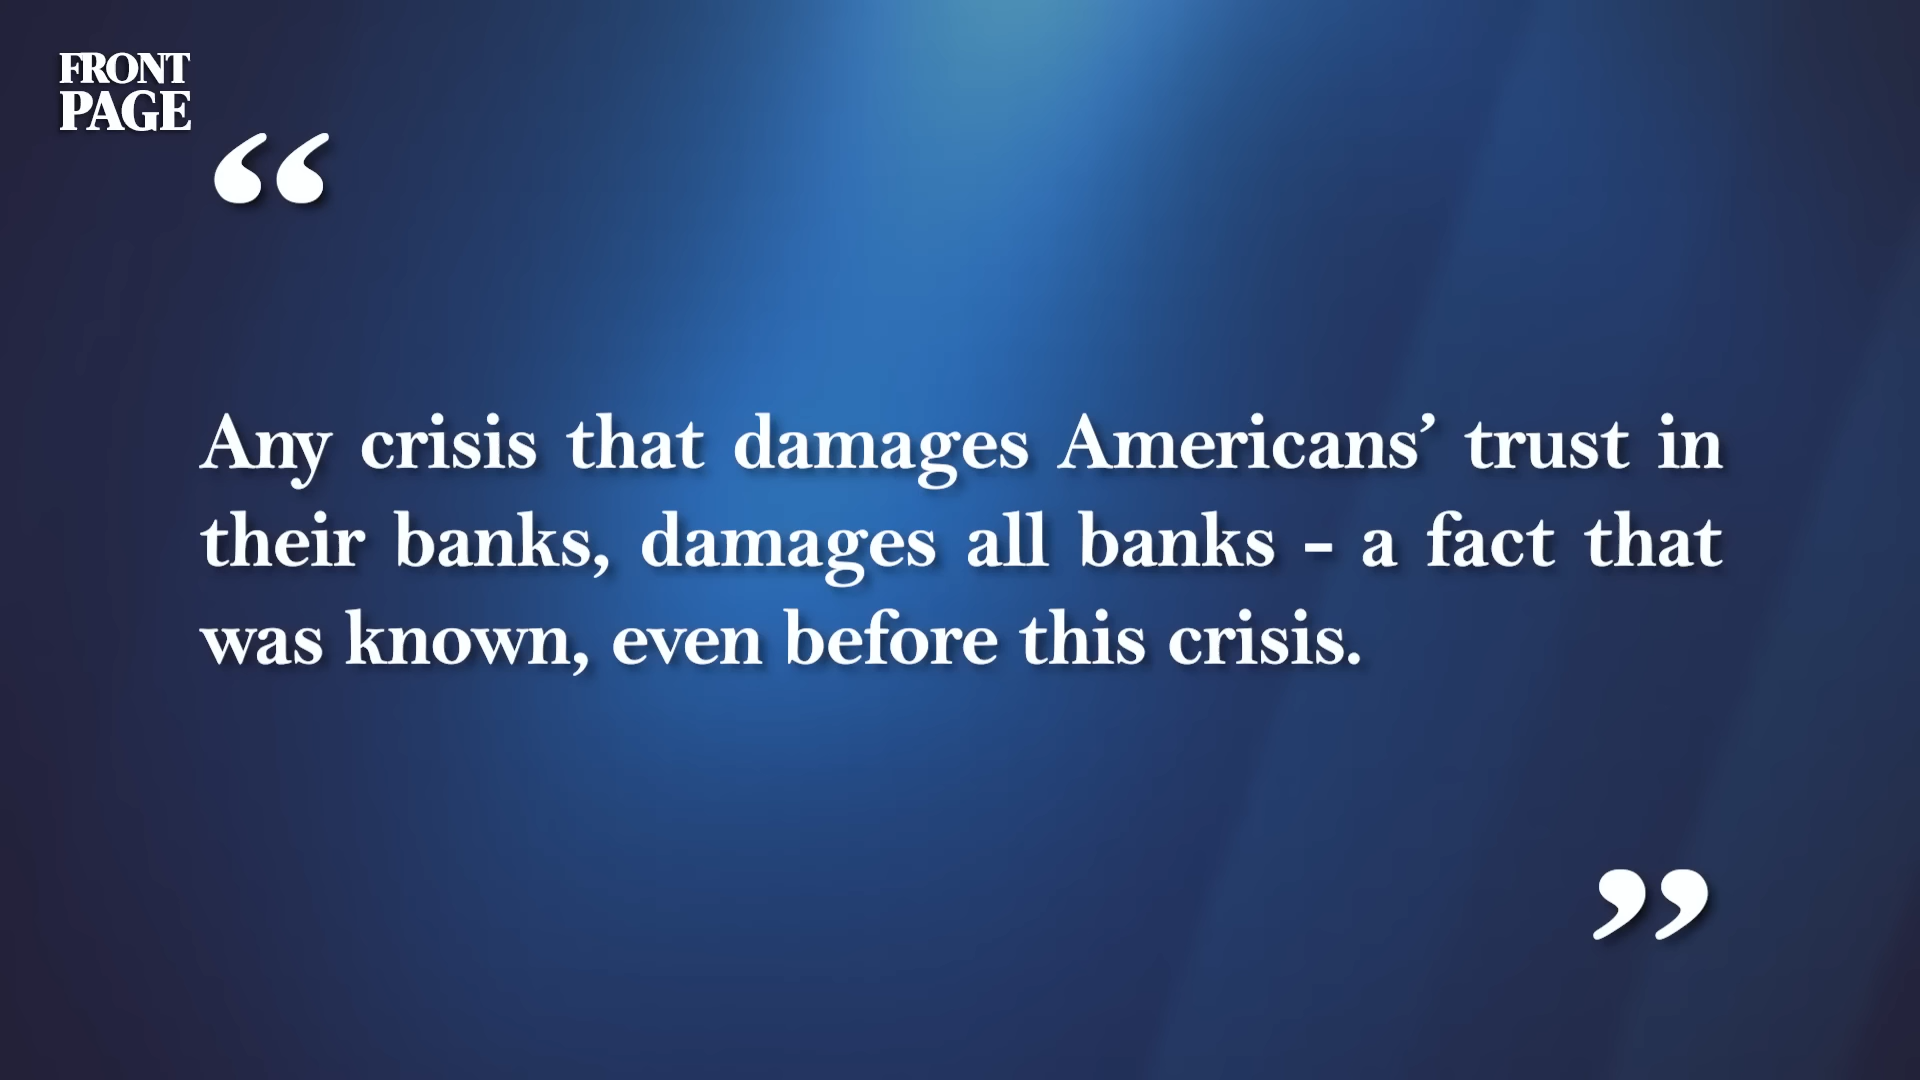 FRONT
PAGE
“
Any crisis that damages Americans’ trust in
their banks, damages all banks - a fact that
was known, even before this crisis.
”